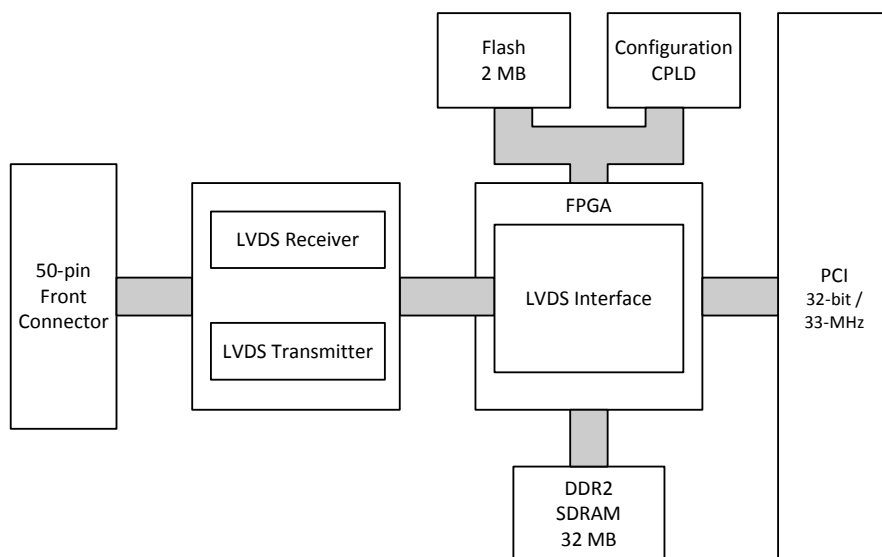 Flash
2 MB
Configuration
CPLD
FPGA
LVDS Receiver
50-pin
Front
Connector
LVDS Interface
PCI
32-bit /
33-MHz
LVDS Transmitter
DDR2
SDRAM
32 MB